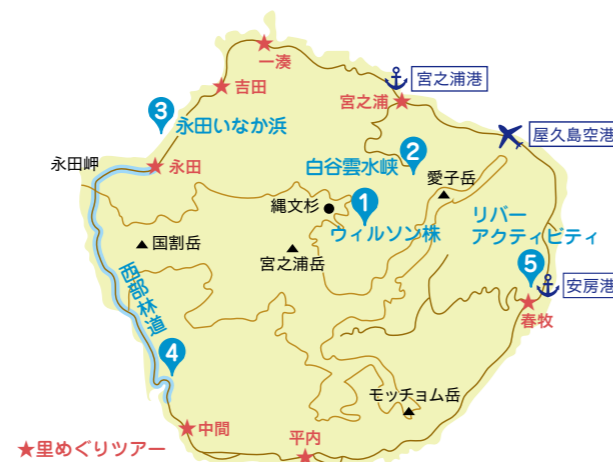 一湊
宮之浦港
吉田
宮之浦
3
永田いなか浜
屋久島空港
2
白谷雲水峡
永田岬
永田
愛子岳
縄文杉
1
リバー
アクティビティ
ウィルソン株
国割岳
宮之浦岳
5
安房港
西部林道
春牧
4
モッチョム岳
中間
平内
★里めぐりツアー